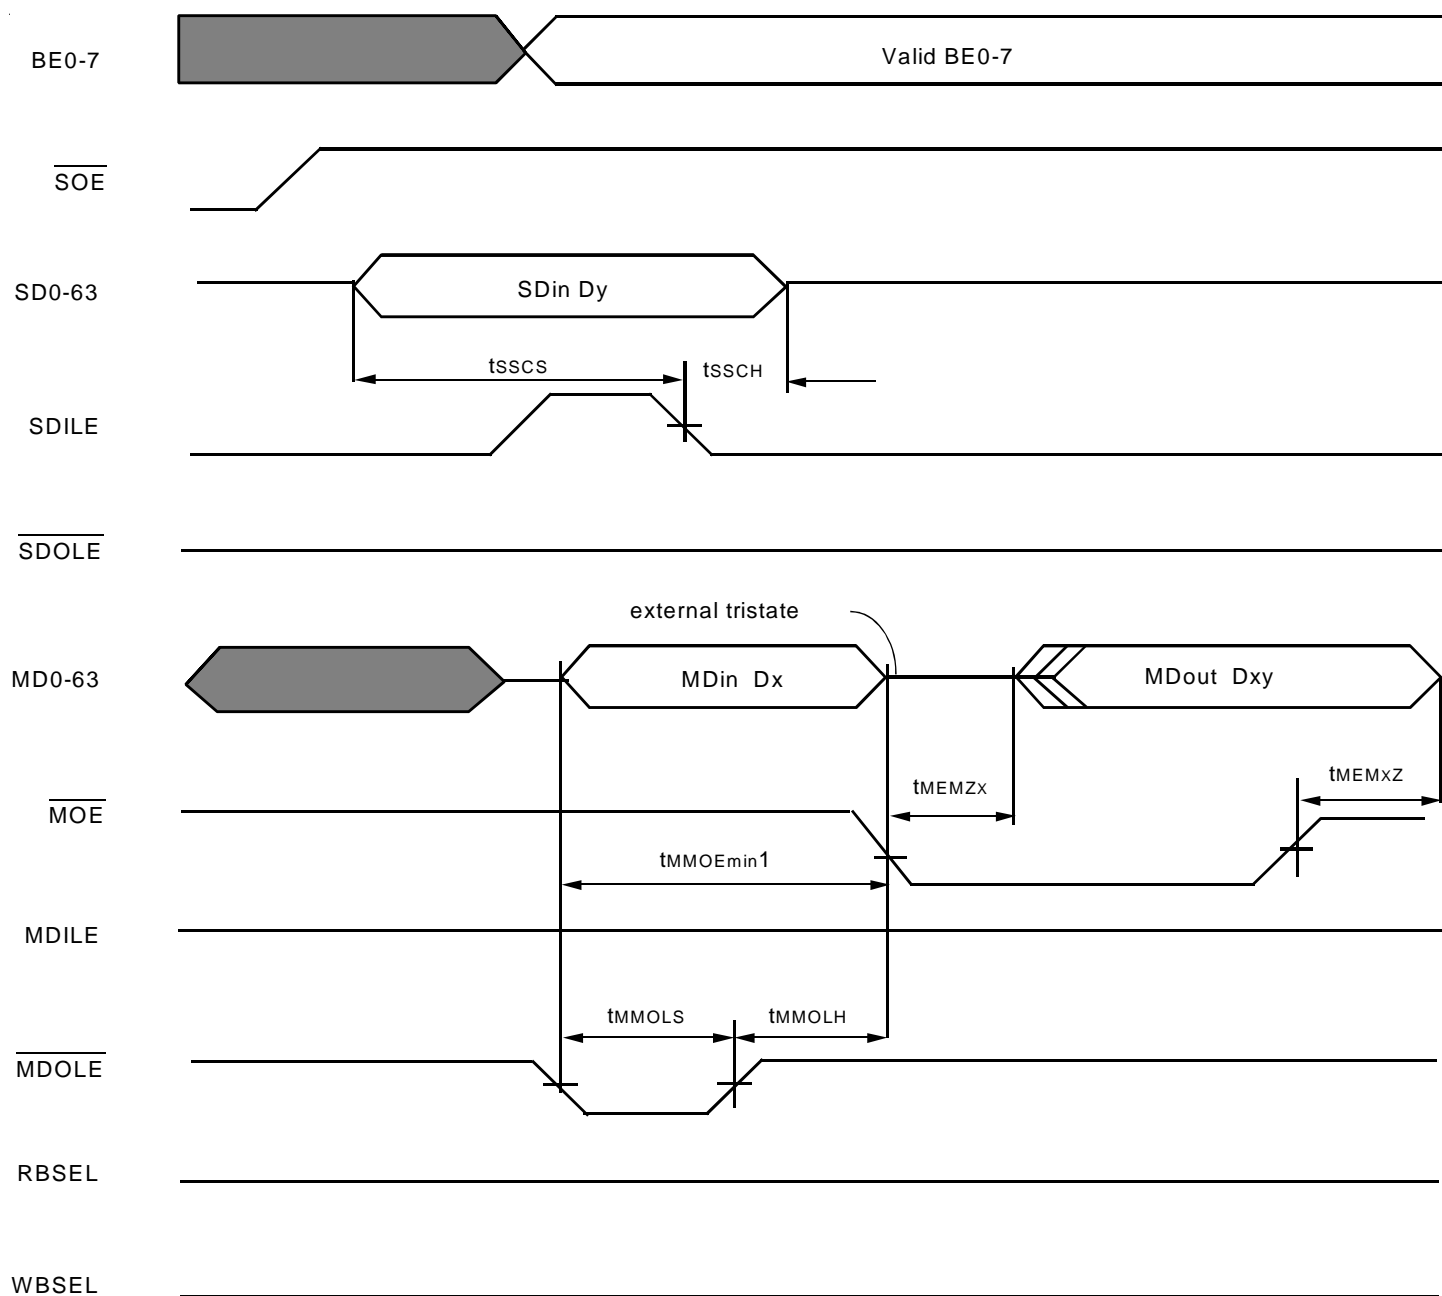 BE0-7
Valid BE0-7
SOE
SD0-63
SDin Dy
tSSCS
tSSCH
SDILE
SDOLE
external tristate
MD0-63
MDin Dx
MDout Dxy
tMEMZx
tMEMxZ
MOE
tMMOEmin1
MDILE
tMMOLS
tMMOLH
MDOLE
RBSEL
WBSEL